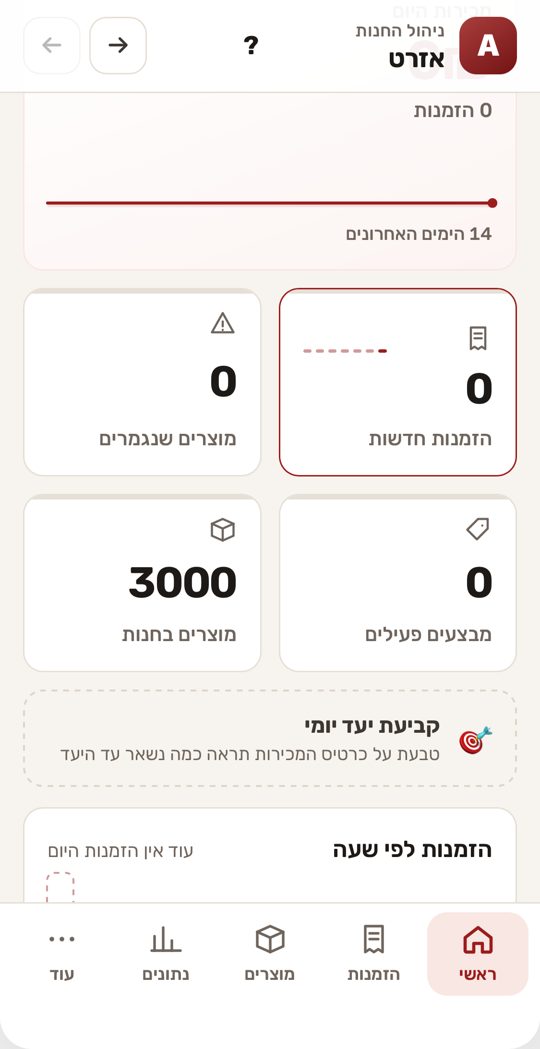 מכירות היום
ניהול החנות
אזרט
A
?
0 הזמנות
14 הימים האחרונים
0
הזמנות חדשות
0
מוצרים שנגמרים
0
מבצעים פעילים
3000
מוצרים בחנות
קביעת יעד יומי
טבעת על כרטיס המכירות תראה כמה נשאר עד היעד
הזמנות לפי שעה
עוד אין הזמנות היום
ראשי
הזמנות
מוצרים
נתונים
עוד